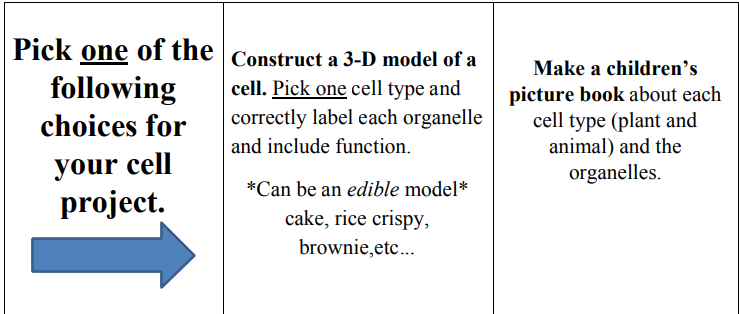 Pick one of the
following
choices for
your cell
project.
Construct a 3-D model of a
cell. Pick one cell type and
correctly label each organelle
and include function.
*Can be an edible model*
cake, rice crispy,
brownie,etc...
Make a children’s
picture book about each
cell type (plant and
animal) and the
organelles.